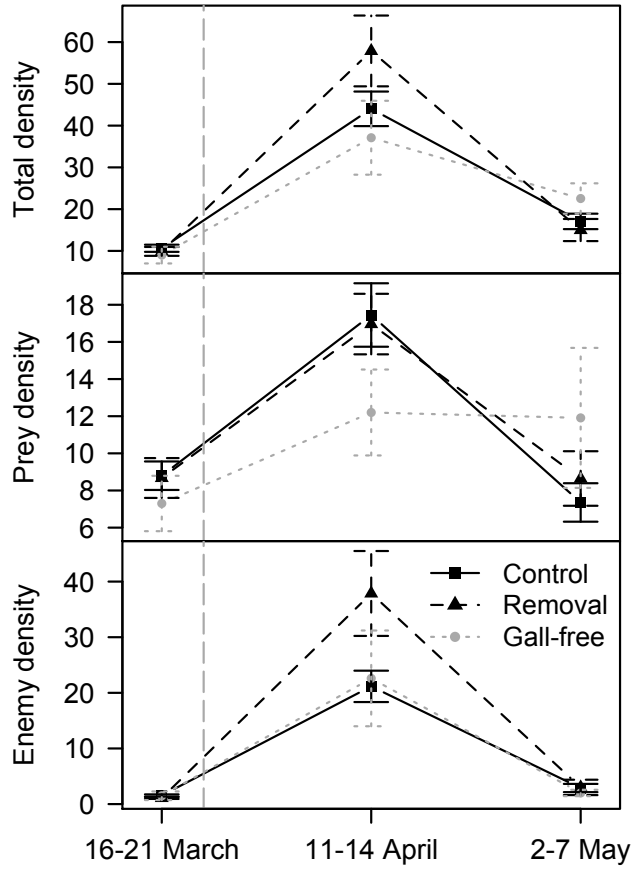 Total density
60
50
40
30
20
10
Prey density
18
16
14
12
10
8
6
Enemy density
40
30
20
10
0
Control
Removal
Gall-free
16-21 March
11-14 April
2-7 May